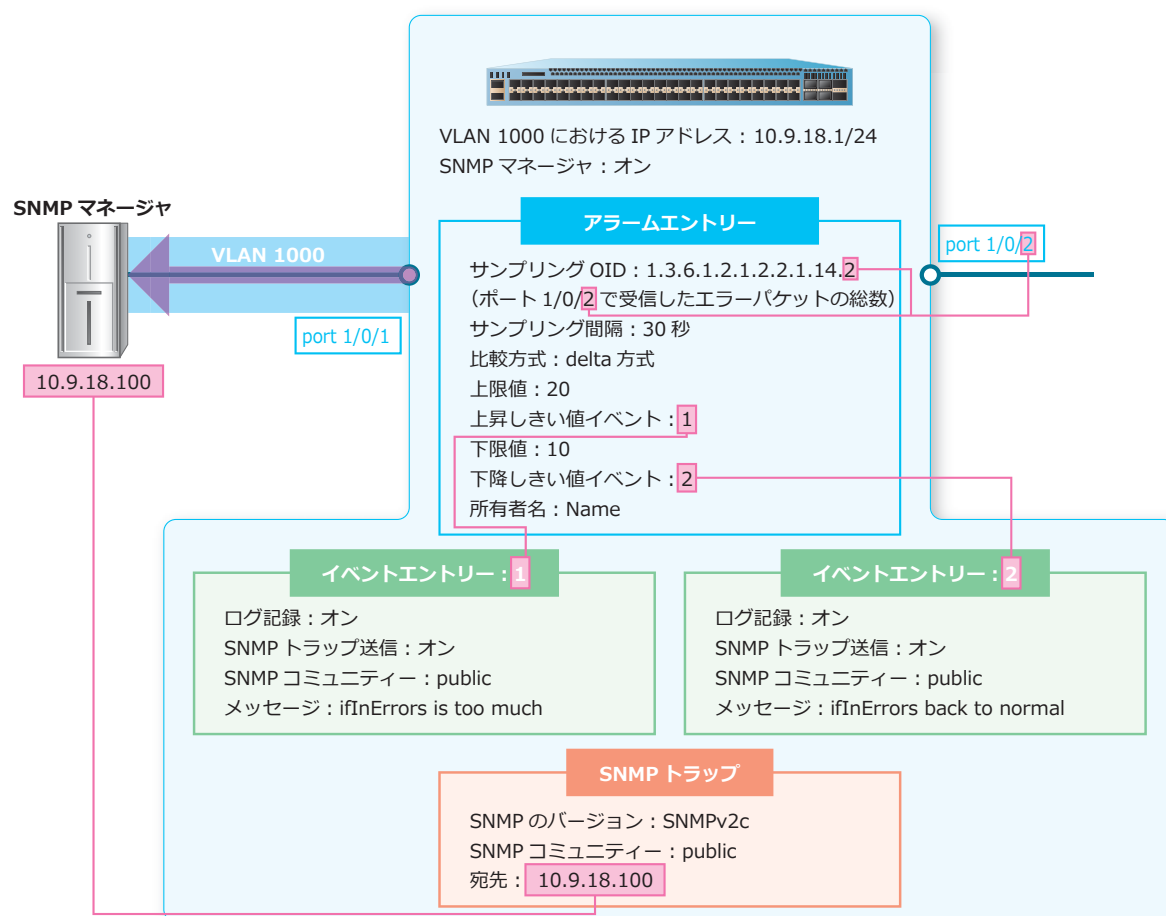 VLAN 1000 における IP アドレス：10.9.18.1/24
SNMP マネージャ：オン
SNMP マネージャ
10.9.18.100
VLAN 1000
port 1/0/1
port 1/0/2
アラームエントリー
サンプリング OID：1.3.6.1.2.1.2.2.1.14.2
（ポート 1/0/2 で受信したエラーパケットの総数）
サンプリング間隔：30 秒
比較方式：delta 方式
上限値：20
上昇しきい値イベント：1
下限値：10
下降しきい値イベント：2
所有者名：Name
イベントエントリー：1
ログ記録：オン
SNMP トラップ送信：オン
SNMP コミュニティー：public
メッセージ：ifInErrors is too much
イベントエントリー：2
ログ記録：オン
SNMP トラップ送信：オン
SNMP コミュニティー：public
メッセージ：ifInErrors back to normal
SNMP トラップ
SNMP のバージョン：SNMPv2c
SNMP コミュニティー：public
宛先：10.9.18.100